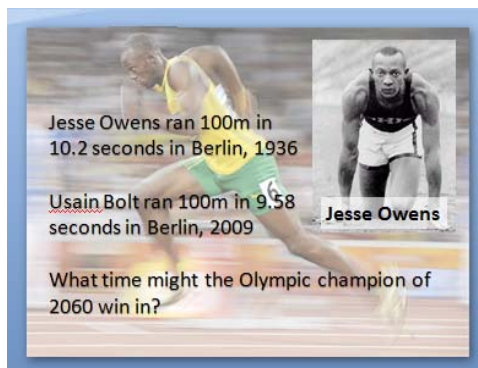 Jesse Owens ran 100m in
10.2 seconds in Berlin, 1936
Usain Bolt ran 100m in 9.58
seconds in Berlin, 2009
Jesse Owens
What time might the Olympic champion of
2060 win in?
6